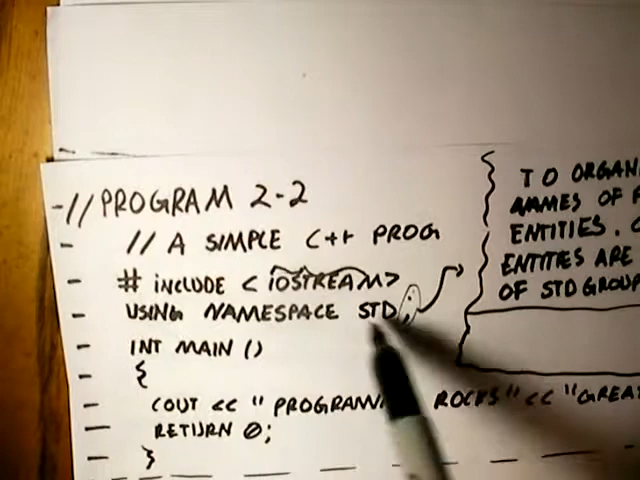 -//PROGRAM 2-2
- // A SIMPLE C++ PROG
- # INCLUDE <IOSTREAM>
- USING NAMESPACE STD
- INT MAIN ()
- {
- COUT << " PROGRAM ROCKS" << "GREA
- RETURN 0;
- }
TO ORGAN
NAMES OF
ENTITIES.
ENTITIES ARE
OF STD GROUP